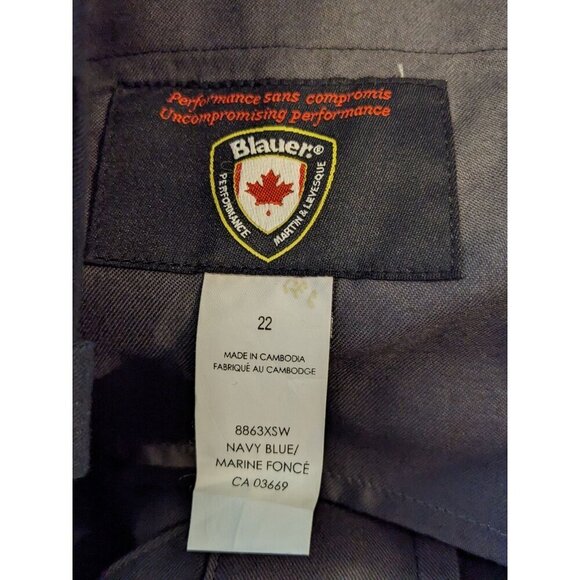 Performance sans compromis
Uncompromising performance
Blauer®
PERFORMANCE
MARTIN & LEVESQUE
22
MADE IN CAMBODIA
FABRIQUÉ AU CAMBODGE
8863XSW
NAVY BLUE/
MARINE FONCÉ
CA 03669